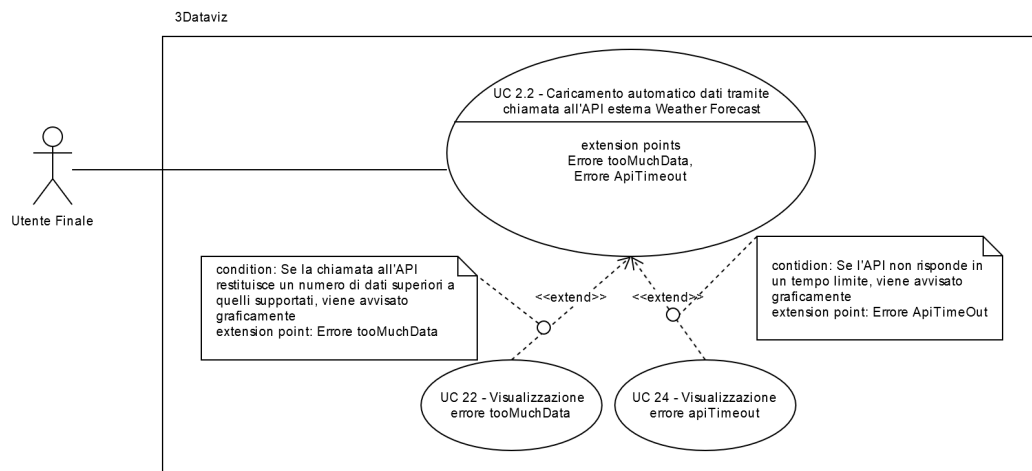 3Dataviz
UC 2.2 - Caricamento automatico dati tramite
chiamata all'API esterna Weather Forecast
extension points
Errore tooMuchData,
Errore ApiTimeout
Utente Finale
condition: Se la chiamata all'API
restituisce un numero di dati superiori a
quelli supportati, viene avvisato
graficamente
extension point: Errore tooMuchData
contidion: Se l'API non risponde in
un tempo limite, viene avvisato
graficamente
extension point: Errore ApiTimeOut
<<extend>>
<<extend>>
UC 22 - Visualizzazione
errore tooMuchData
UC 24 - Visualizzazione
errore apiTimeout